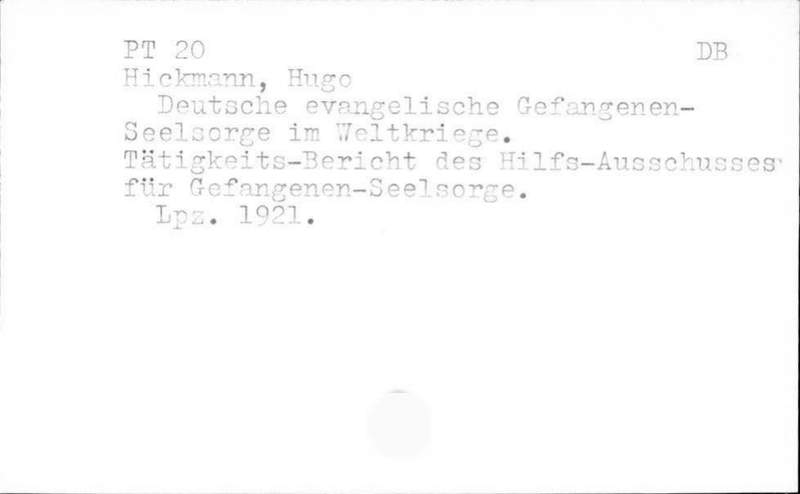 PT 20 DB
Hickmann, Hugo
Deutsche evangelische Gefangenen-
Seelsorge im Weltkriege.
Tätigkeits-Bericht des Hilfs-Ausschusses
für Gefangenen-Seelsorge.
Lpz. 1921.